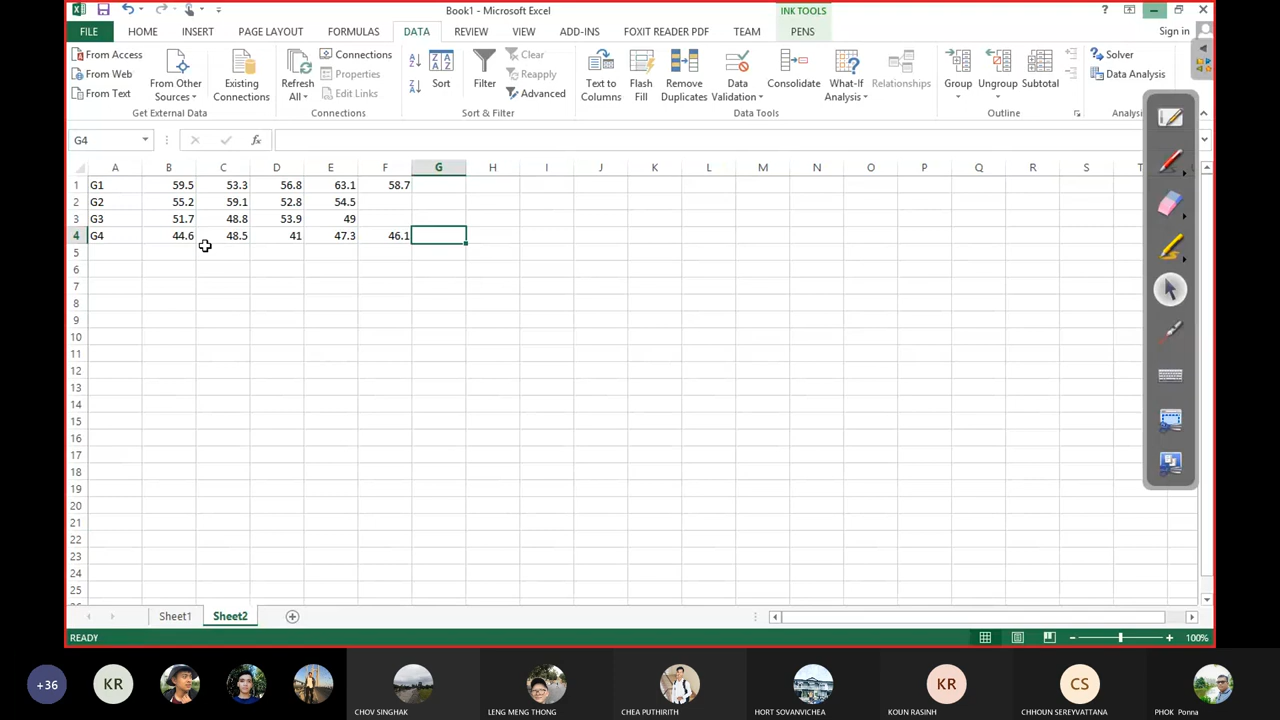 Book1 - Microsoft Excel
INK TOOLS
?
FILE
HOME
INSERT
PAGE LAYOUT
FORMULAS
DATA
REVIEW
VIEW
ADD-INS
FOXIT READER PDF
TEAM
PENS
Sign in
From Access
From Web
From Text
From Other Sources
Existing Connections
Get External Data
Refresh All
Connections
Properties
Edit Links
Connections
Sort
Filter
Clear
Reapply
Advanced
Sort & Filter
Text to Columns
Flash Fill
Remove Duplicates
Data Validation
Consolidate
What-If Analysis
Relationships
Data Tools
Group
Ungroup
Subtotal
Outline
Solver
Data Analysis
Analysis
G4
fx
A B C D E F G H I J K L M N O P Q R S T
1 G1 59.5 53.3 56.8 63.1 58.7
2 G2 55.2 59.1 52.8 54.5
3 G3 51.7 48.8 53.9 49
4 G4 44.6 48.5 41 47.3 46.1
5
6
7
8
9
10
11
12
13
14
15
16
17
18
19
20
21
22
23
24
25
Sheet1
Sheet2
READY
100%
+36
KR
CHOV SINGHAK
LENG MENG THONG
CHEA PUTHIRITH
HORT SOVANVICHEA
KR
KOUN RASINH
CS
CHHOUN SEREYVATTANA
PHOK Ponna